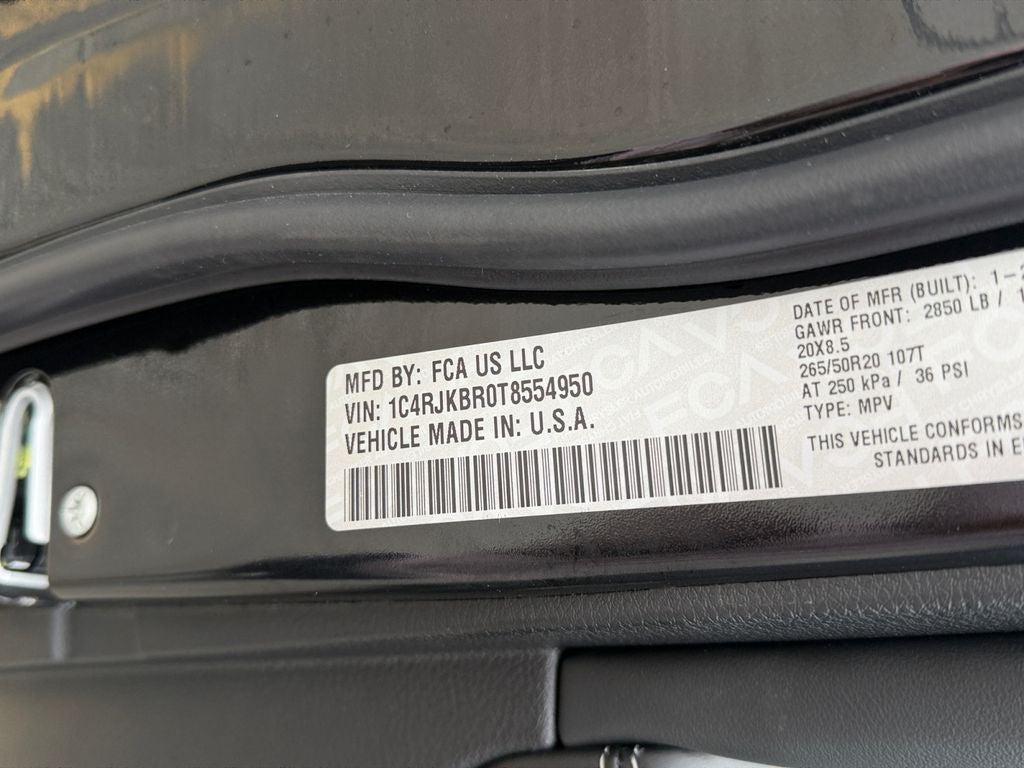 MFD BY: FCA US LLC
VIN: 1C4RJKBR0T8554950
VEHICLE MADE IN: U.S.A.
DATE OF MFR (BUILT): 1-
GAWR FRONT: 2850 LB /
20X8.5
265/50R20 107T
AT 250 kPa / 36 PSI
TYPE: MPV
THIS VEHICLE CONFORMS
STANDARDS IN